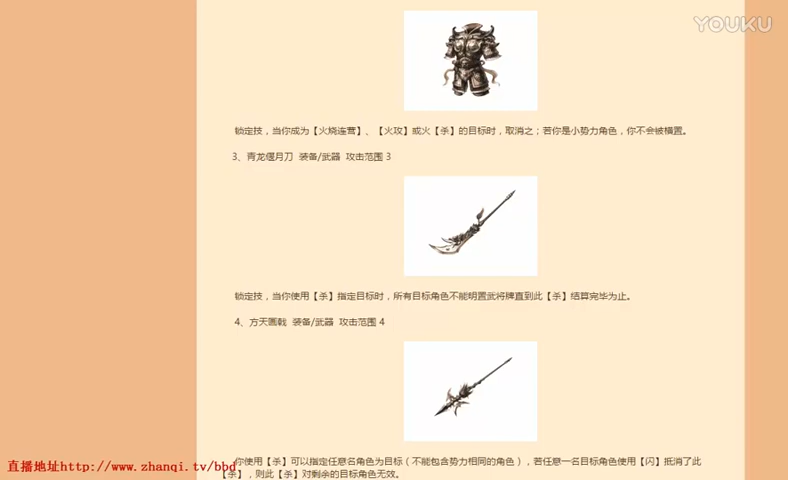 YOUKU
锁定技，当你成为【火烧连营】、【火攻】或火【杀】的目标时，取消之；若你是小势力角色，你不会被横置。
3、青龙偃月刀 装备/武器 攻击范围 3
锁定技，当你使用【杀】指定目标时，所有目标角色不能明置武将牌直到此【杀】结算完毕为止。
4、方天画戟 装备/武器 攻击范围 4
你使用【杀】可以指定任意名角色为目标（不能包含势力相同的角色），若任意一名目标角色使用【闪】抵消了此
【杀】，则此【杀】对剩余的目标角色无效。
直播地址http://www.zhanqi.tv/bbd